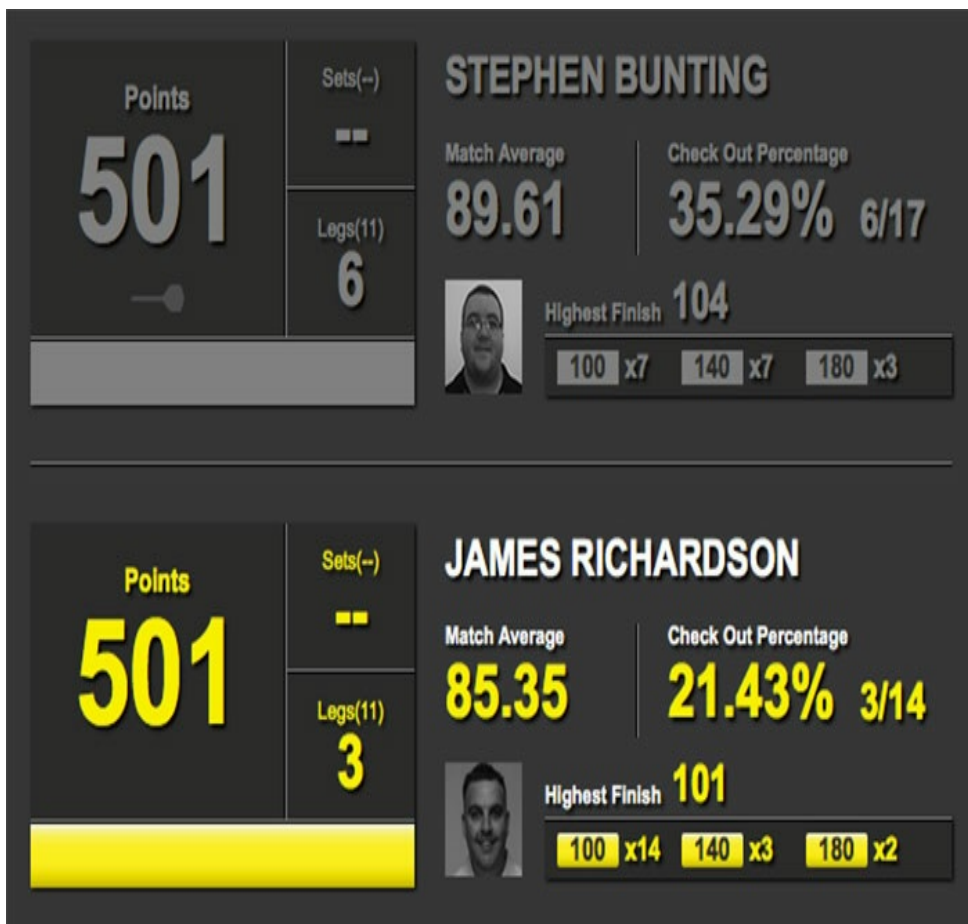 STEPHEN BUNTING
Points
501
Sets(--)
--
Legs(11)
6
Match Average
89.61
Check Out Percentage
35.29% 6/17
Highest Finish 104
100 x7 140 x7 180 x3
JAMES RICHARDSON
Points
501
Sets(--)
--
Legs(11)
3
Match Average
85.35
Check Out Percentage
21.43% 3/14
Highest Finish 101
100 x14 140 x3 180 x2